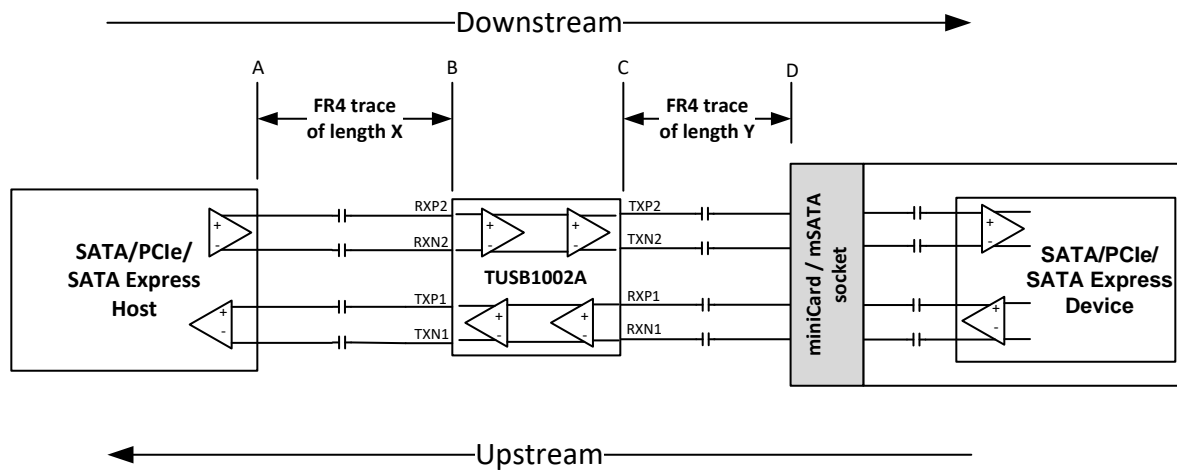 Downstream
A
B
C
D
FR4 trace
of length X
FR4 trace
of length Y
RXP2
TXP2
+
-
+
-
+
-
+
-
RXN2
TXN2
SATA/PCIe/
SATA Express
Host
TUSB1002A
miniCard / mSATA
socket
SATA/PCIe/
SATA Express
Device
TXP1
RXP1
+
-
+
-
+
-
+
-
TXN1
RXN1
Upstream